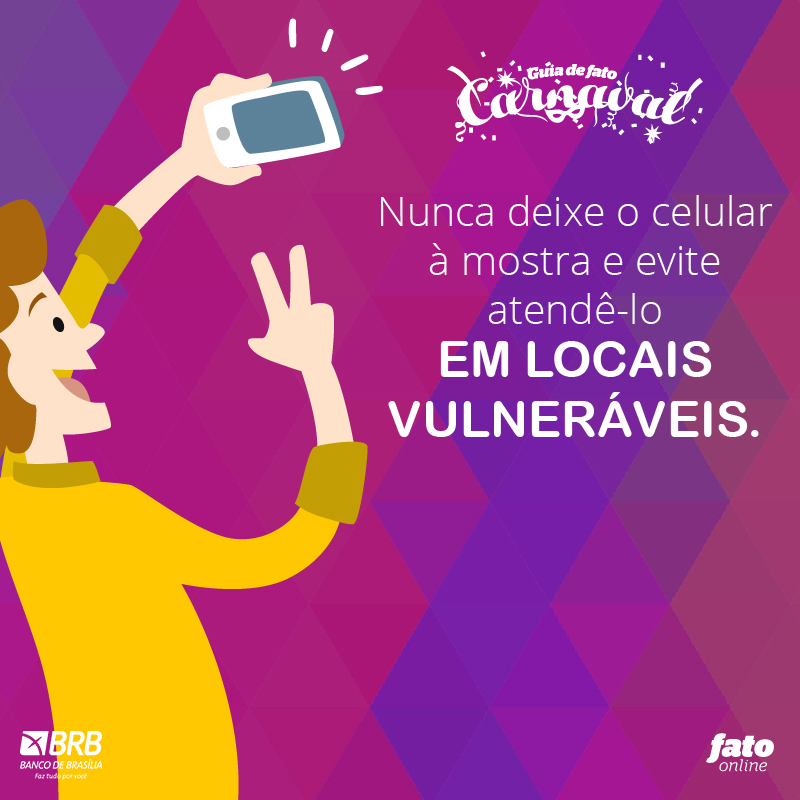 Guia de fato
Carnaval
Nunca deixe o celular
à mostra e evite
atendê-lo
EM LOCAIS
VULNERÁVEIS.
BRB
BANCO DE BRASÍLIA
Faz tudo por você
fato
online